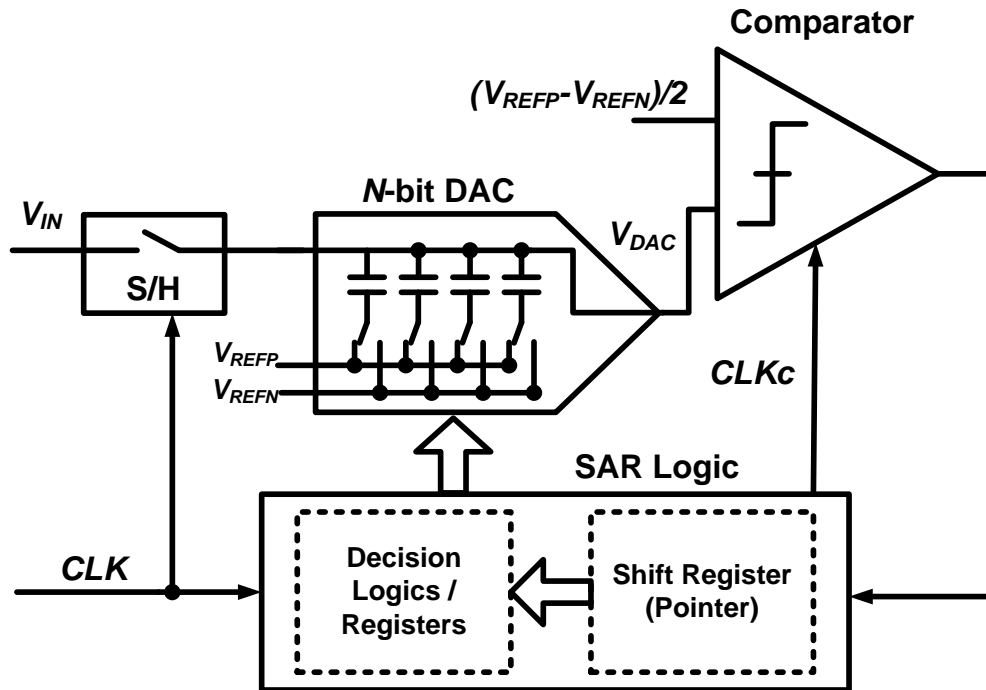 Comparator
(VREFP-VREFN)/2
N-bit DAC
VIN
VDAC
S/H
VREFP
VREFN
CLKc
SAR Logic
CLK
Decision
Logics /
Registers
Shift Register
(Pointer)